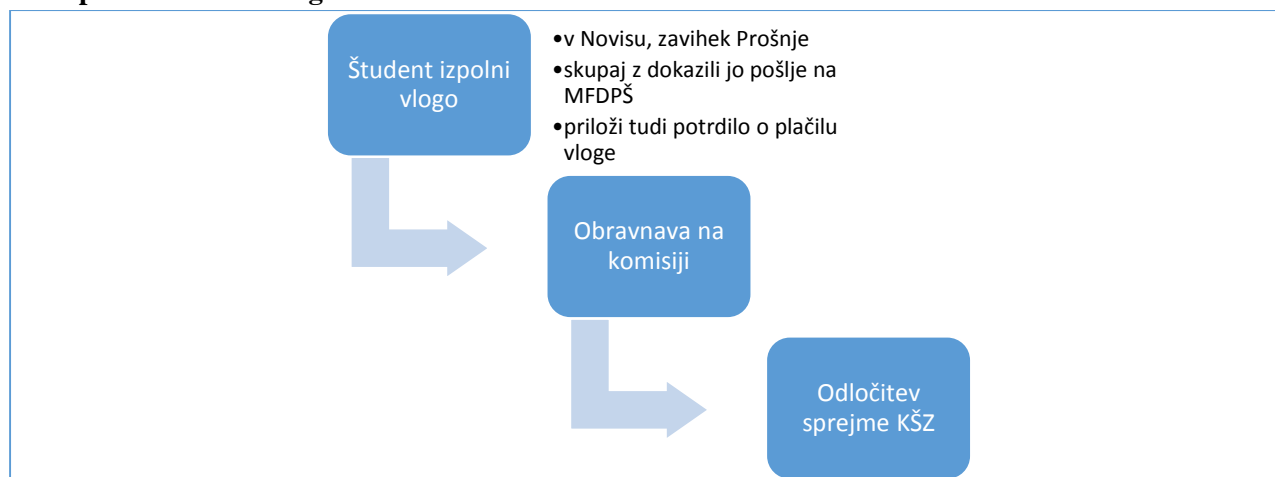 Študent izpolni
vlogo
•v Novisu, zavihek Prošnje
•skupaj z dokazili jo pošlje na
MFDPŠ
•priloži tudi potrdilo o plačilu
vloge
Obravnava na
komisiji
Odločitev
sprejme KŠZ